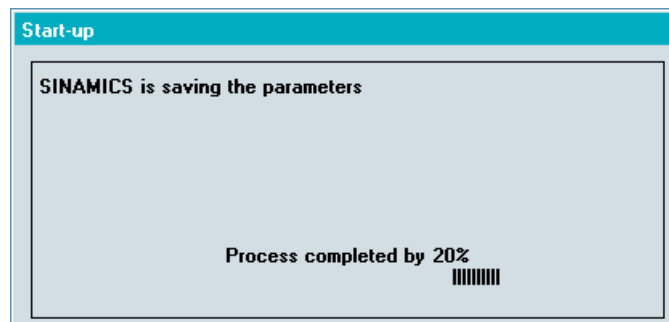 Start-up
SINAMICS is saving the parameters
Process completed by 20%